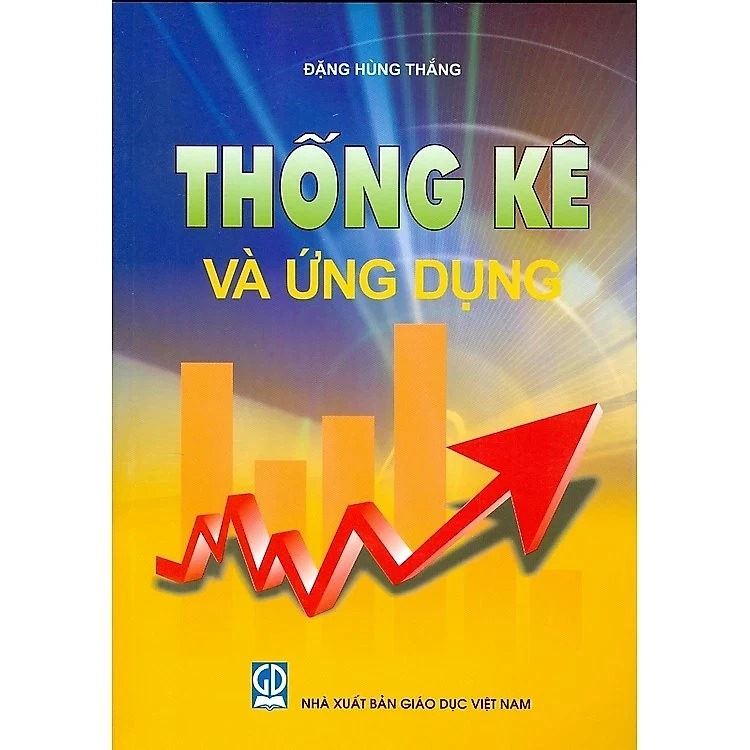 ĐẶNG HÙNG THẮNG
THỐNG KÊ
VÀ ỨNG DỤNG
GD
NHÀ XUẤT BẢN GIÁO DỤC VIỆT NAM